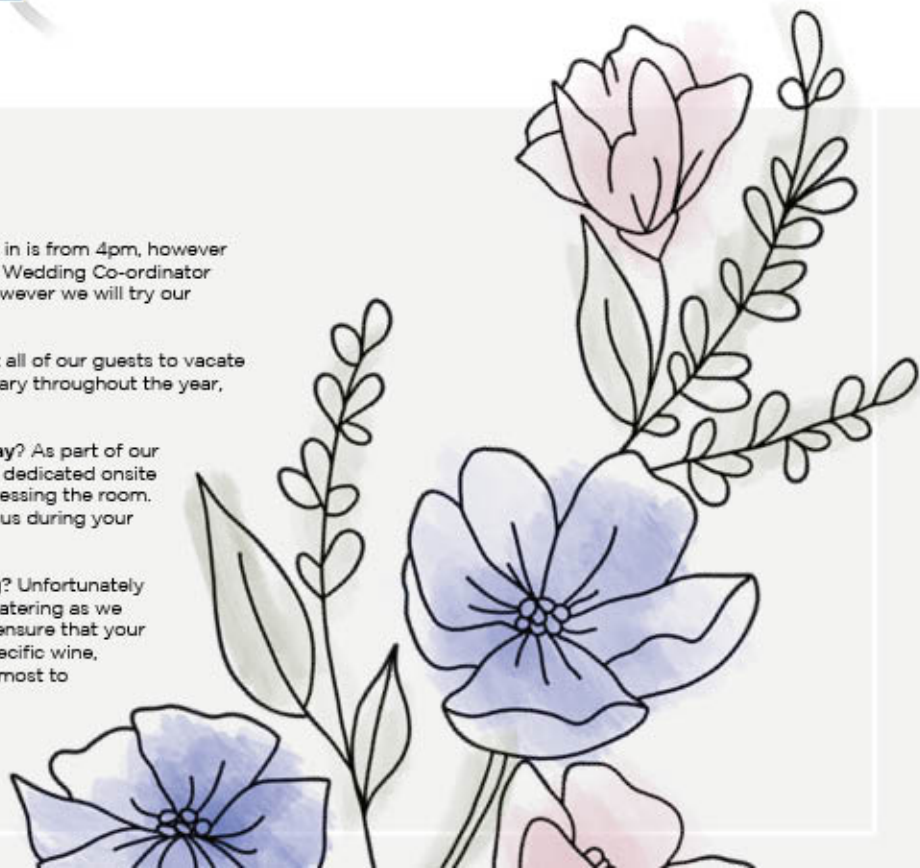 in is from 4pm, however
Wedding Co-ordinator
wever we will try our
all of our guests to vacate
ary throughout the year,
ay? As part of our
dedicated onsite
essing the room.
us during your
? Unfortunately
atering as we
ensure that your
ecific wine,
most to